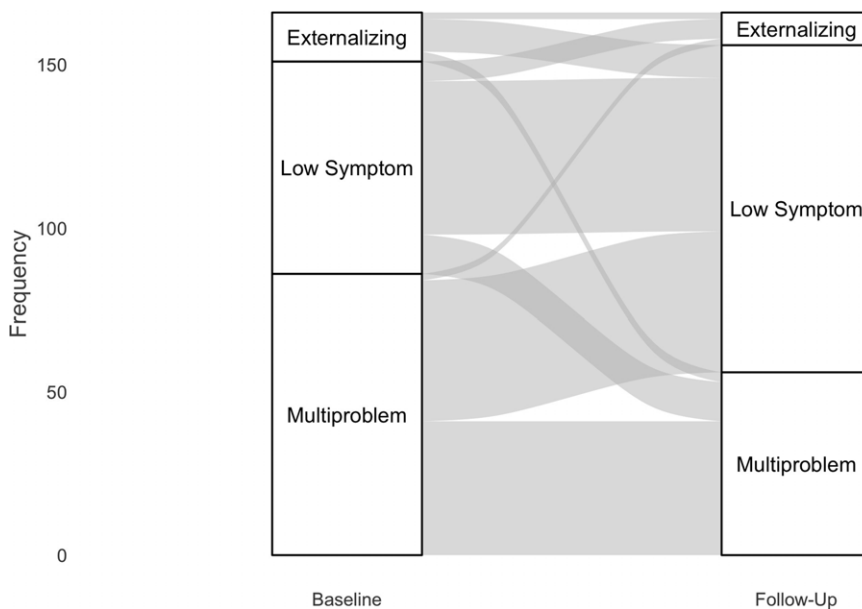 Externalizing
Externalizing
150
Low Symptom
Low Symptom
100
Frequency
50
Multiproblem
Multiproblem
0
Baseline
Follow-Up